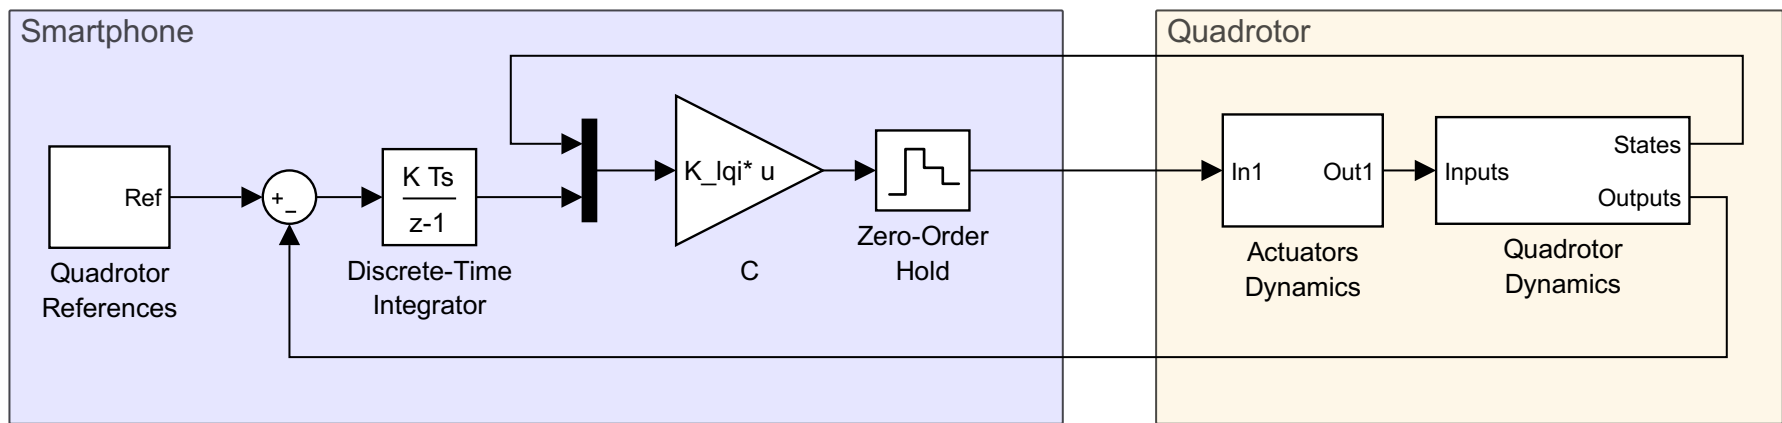 Smartphone
Quadrotor
Ref
Quadrotor
References
+
−
K Ts
z-1
Discrete-Time
Integrator
K_lqi* u
C
Zero-Order
Hold
In1
Out1
Actuators
Dynamics
Inputs
States
Outputs
Quadrotor
Dynamics